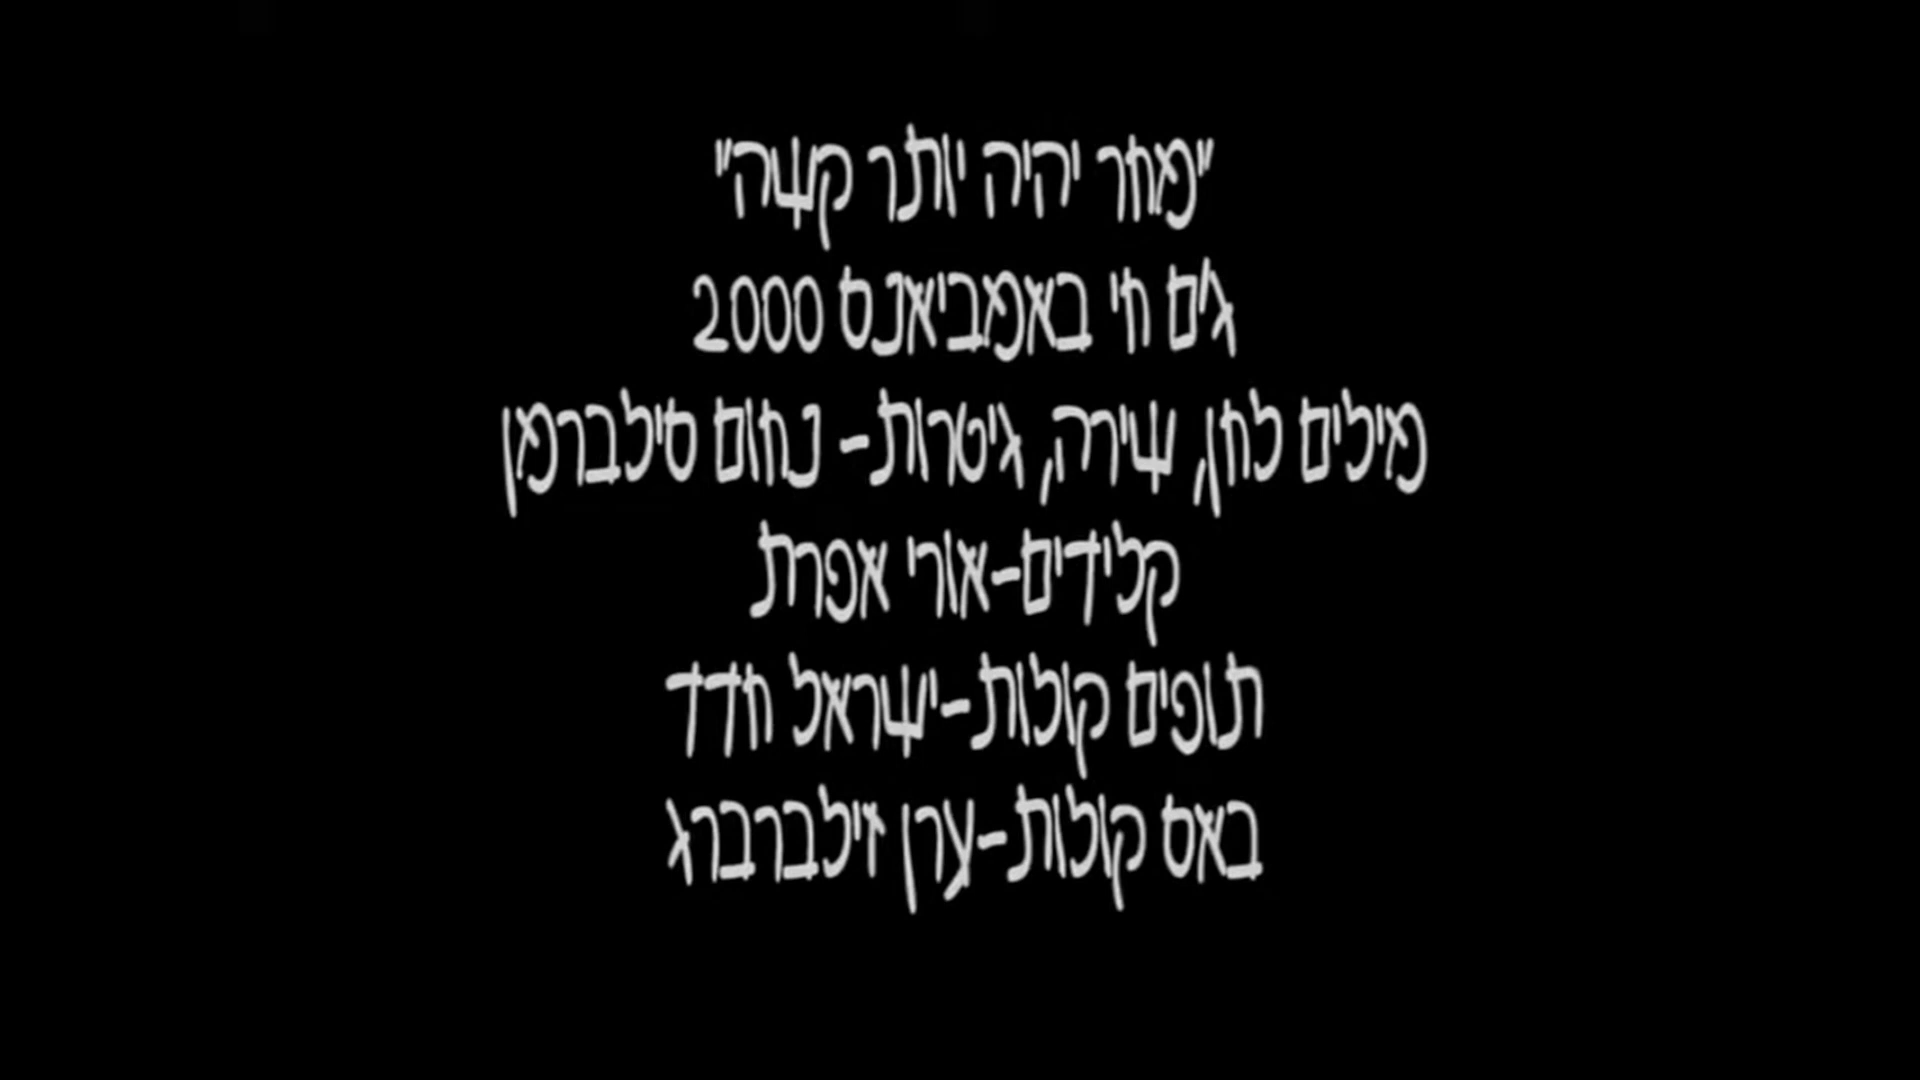 "מחר יהיה יותר קשה"
ג'ם חי באמביאנס 2000
מילים לחן, שירה, גיטרות- נחום סילברמן
קלידים-אורי אפרת
תופים קולות-ישראל חדד
באס קולות-ערן זילברברג